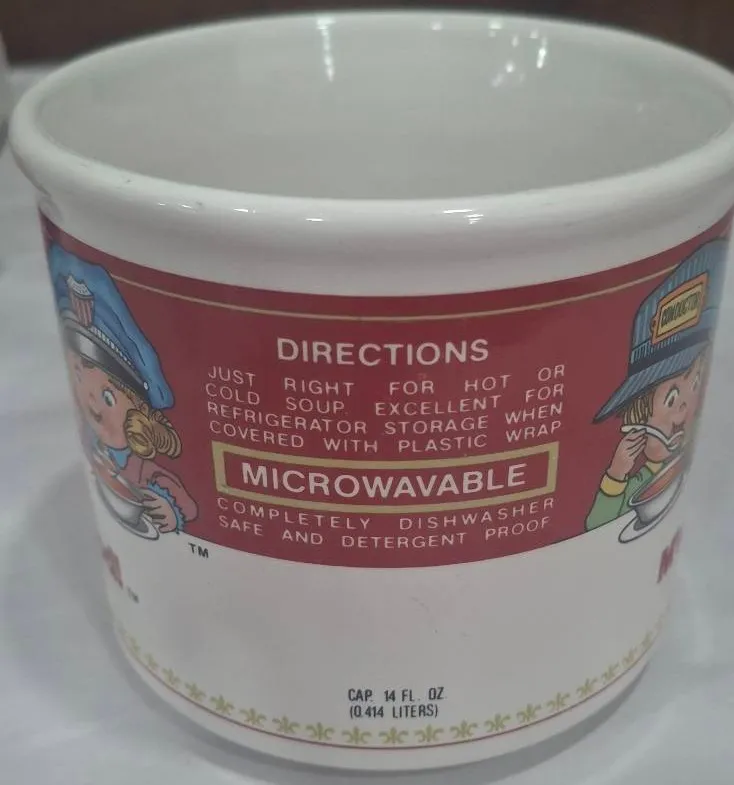 DIRECTIONS
JUST RIGHT FOR HOT OR
COLD SOUP. EXCELLENT FOR
REFRIGERATOR STORAGE WHEN
COVERED WITH PLASTIC WRAP
MICROWAVABLE
COMPLETELY DISHWASHER
SAFE AND DETERGENT PROOF
CONDUCTOR
TM
TM
CAP. 14 FL. OZ.
(0.414 LITERS)